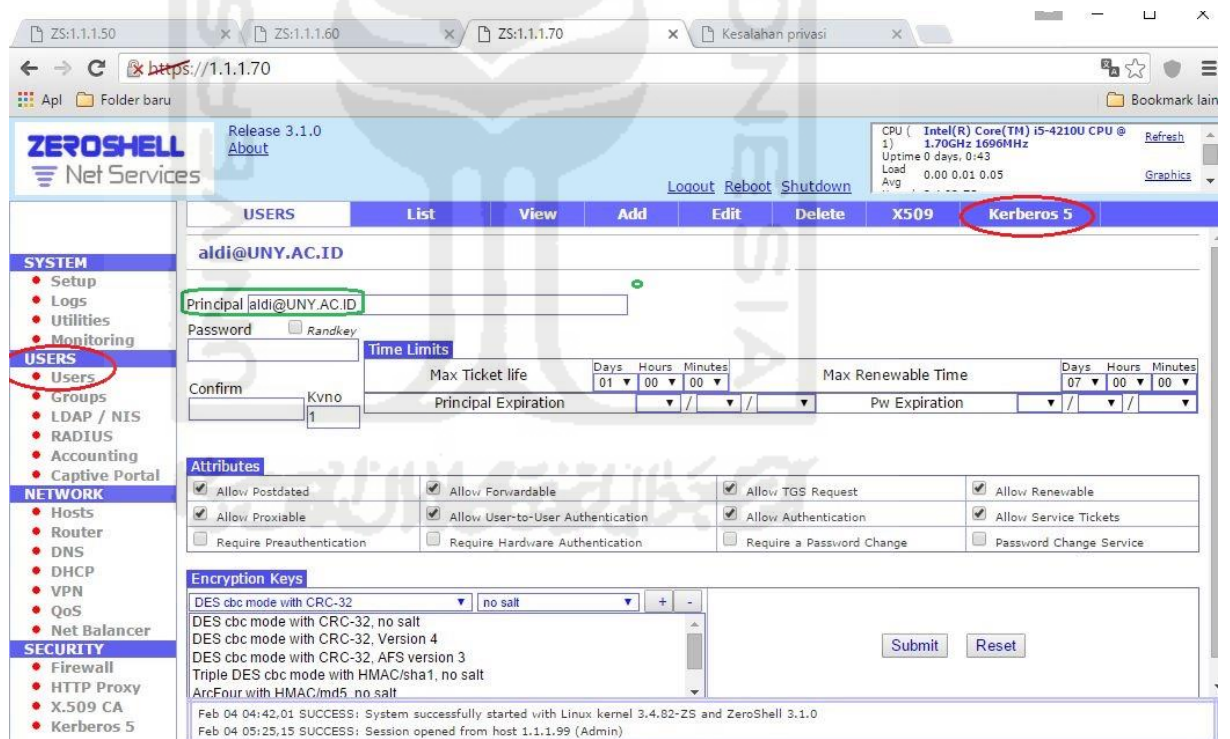 ZS:1.1.1.50
ZS:1.1.1.60
ZS:1.1.1.70
Kesalahan privasi
https://1.1.1.70
Apl Folder baru Bookmark lain
ZEROSHELL
Net Services
Release 3.1.0
About
Logout Reboot Shutdown
CPU ( Intel(R) Core(TM) i5-4210U CPU @
1) 1.70GHz 1696MHz
Uptime 0 days, 0:43
Load
Avg 0.00 0.01 0.05
Refresh
Graphics
USERS List View Add Edit Delete X509 Kerberos 5
SYSTEM
Setup
Logs
Utilities
Monitoring
USERS
Users
Groups
LDAP / NIS
RADIUS
Accounting
Captive Portal
NETWORK
Hosts
Router
DNS
DHCP
VPN
QoS
Net Balancer
SECURITY
Firewall
HTTP Proxy
X.509 CA
Kerberos 5
aldi@UNY.AC.ID
Principal aldi@UNY.AC.ID
Password Randkey
Confirm
Kvno
1
Time Limits
Max Ticket life
Days Hours Minutes
01 00 00
Max Renewable Time
Days Hours Minutes
07 00 00
Principal Expiration / /
Pw Expiration / /
Attributes
Allow Postdated Allow Forwardable Allow TGS Request Allow Renewable
Allow Proxiable Allow User-to-User Authentication Allow Authentication Allow Service Tickets
Require Preauthentication Require Hardware Authentication Require a Password Change Password Change Service
Encryption Keys
DES cbc mode with CRC-32 no salt + -
DES cbc mode with CRC-32, no salt
DES cbc mode with CRC-32, Version 4
DES cbc mode with CRC-32, AFS version 3
Triple DES cbc mode with HMAC/sha1, no salt
ArcFour with HMAC/md5, no salt
Submit Reset
Feb 04 04:42,01 SUCCESS: System successfully started with Linux kernel 3.4.82-ZS and ZeroShell 3.1.0
Feb 04 05:25,15 SUCCESS: Session opened from host 1.1.1.99 (Admin)